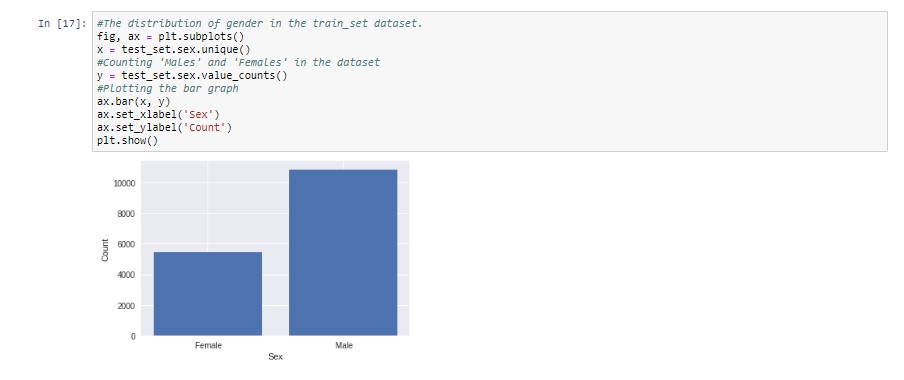 In [17]: #The distribution of gender in the train_set dataset.
fig, ax = plt.subplots()
x = test_set.sex.unique()
#Counting 'Males' and 'Females' in the dataset
y = test_set.sex.value_counts()
#Plotting the bar graph
ax.bar(x, y)
ax.set_xlabel('Sex')
ax.set_ylabel('Count')
plt.show()
10000
8000
6000
4000
2000
0
Count
Female Male
Sex